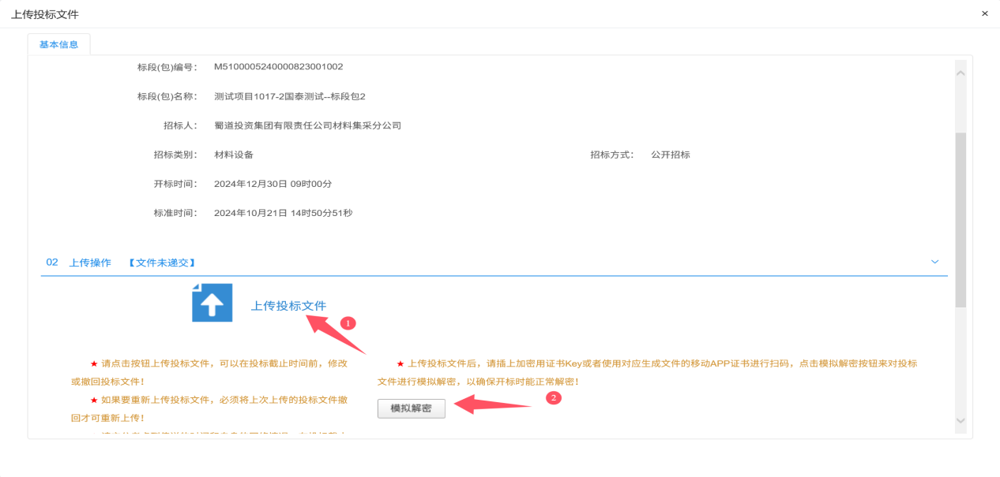 上传投标文件
×
基本信息
标段(包)编号： M5100005240000823001002
标段(包)名称： 测试项目1017-2国泰测试--标段包2
招标人： 蜀道投资集团有限责任公司材料集采分公司
招标类别： 材料设备 招标方式： 公开招标
开标时间： 2024年12月30日 09时00分
标准时间： 2024年10月21日 14时50分51秒
02 上传操作 【文件未递交】
上传投标文件
1
★ 请点击按钮上传投标文件，可以在投标截止时间前，修改
或撤回投标文件！
★ 如果要重新上传投标文件，必须将上次上传的投标文件撤
回才可重新上传！
★ 上传投标文件后，请插上加密用证书Key或者使用对应生成文件的移动APP证书进行扫码，点击模拟解密按钮来对投标
文件进行模拟解密，以确保开标时能正常解密！
模拟解密
2